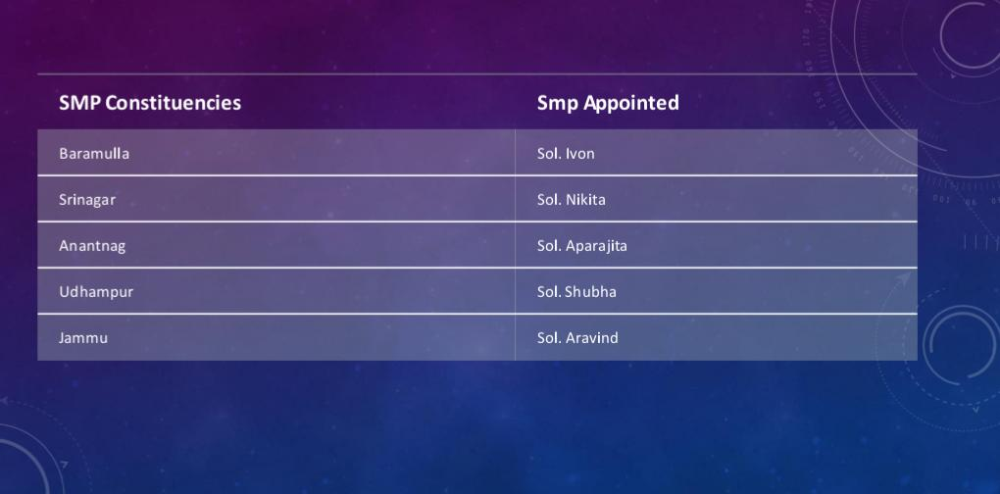 SMP Constituencies Smp Appointed
Baramulla Sol. Ivon
Srinagar Sol. Nikita
Anantnag Sol. Aparajita
Udhampur Sol. Shubha
Jammu Sol. Aravind